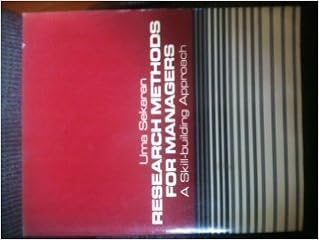 Uma Sekaran
RESEARCH METHODS
FOR MANAGERS
A Skill-building Approach